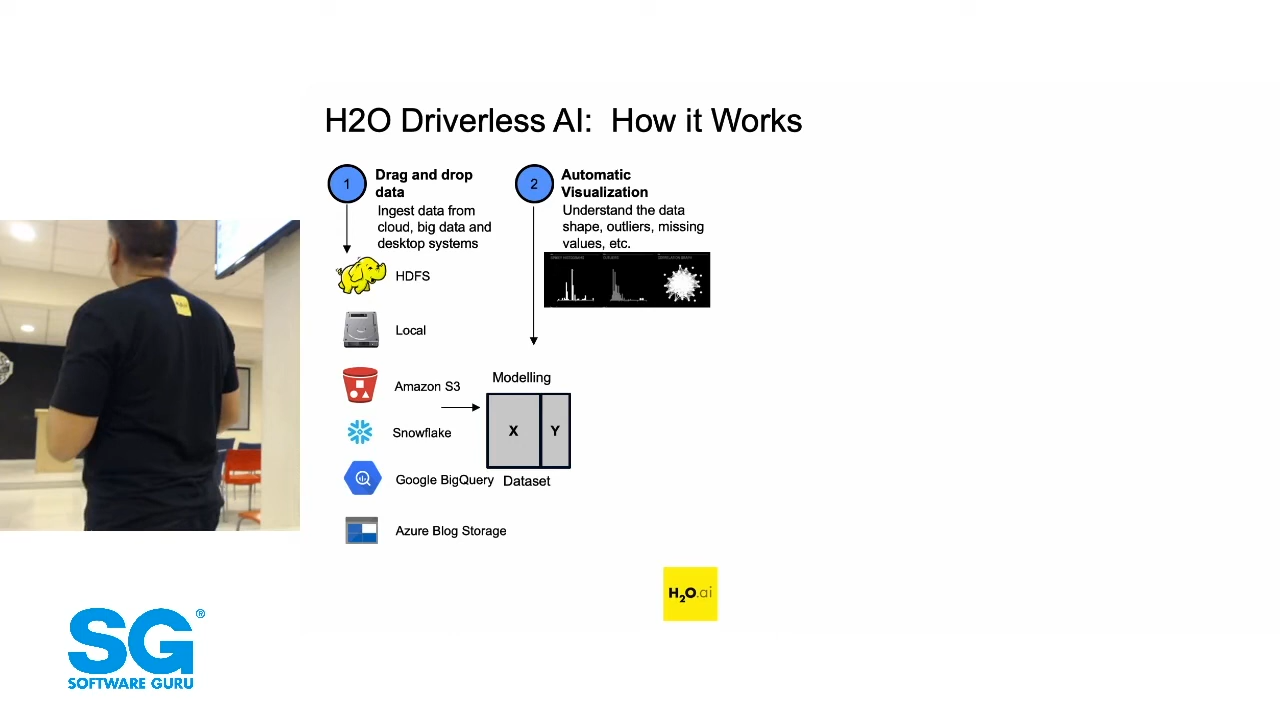 H2O Driverless AI: How it Works
1
Drag and drop
data
Ingest data from
cloud, big data and
desktop systems
2
Automatic
Visualization
Understand the data
shape, outliers, missing
values, etc.
HDFS
Local
Amazon S3
Snowflake
Google BigQuery
Azure Blog Storage
Modelling
X
Y
Dataset
H2O.ai
SG®
SOFTWARE GURU